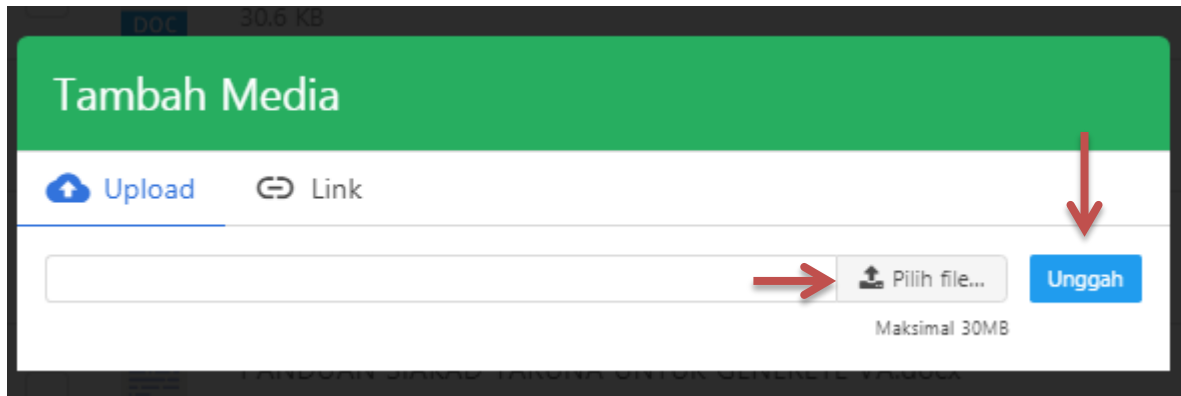 DOC 30.6 KB
Tambah Media
Upload Link
Pilih file... Unggah
Maksimal 30MB
PANDUAN SIAKAD TARUNA UNTUK GENERETE VA.docx